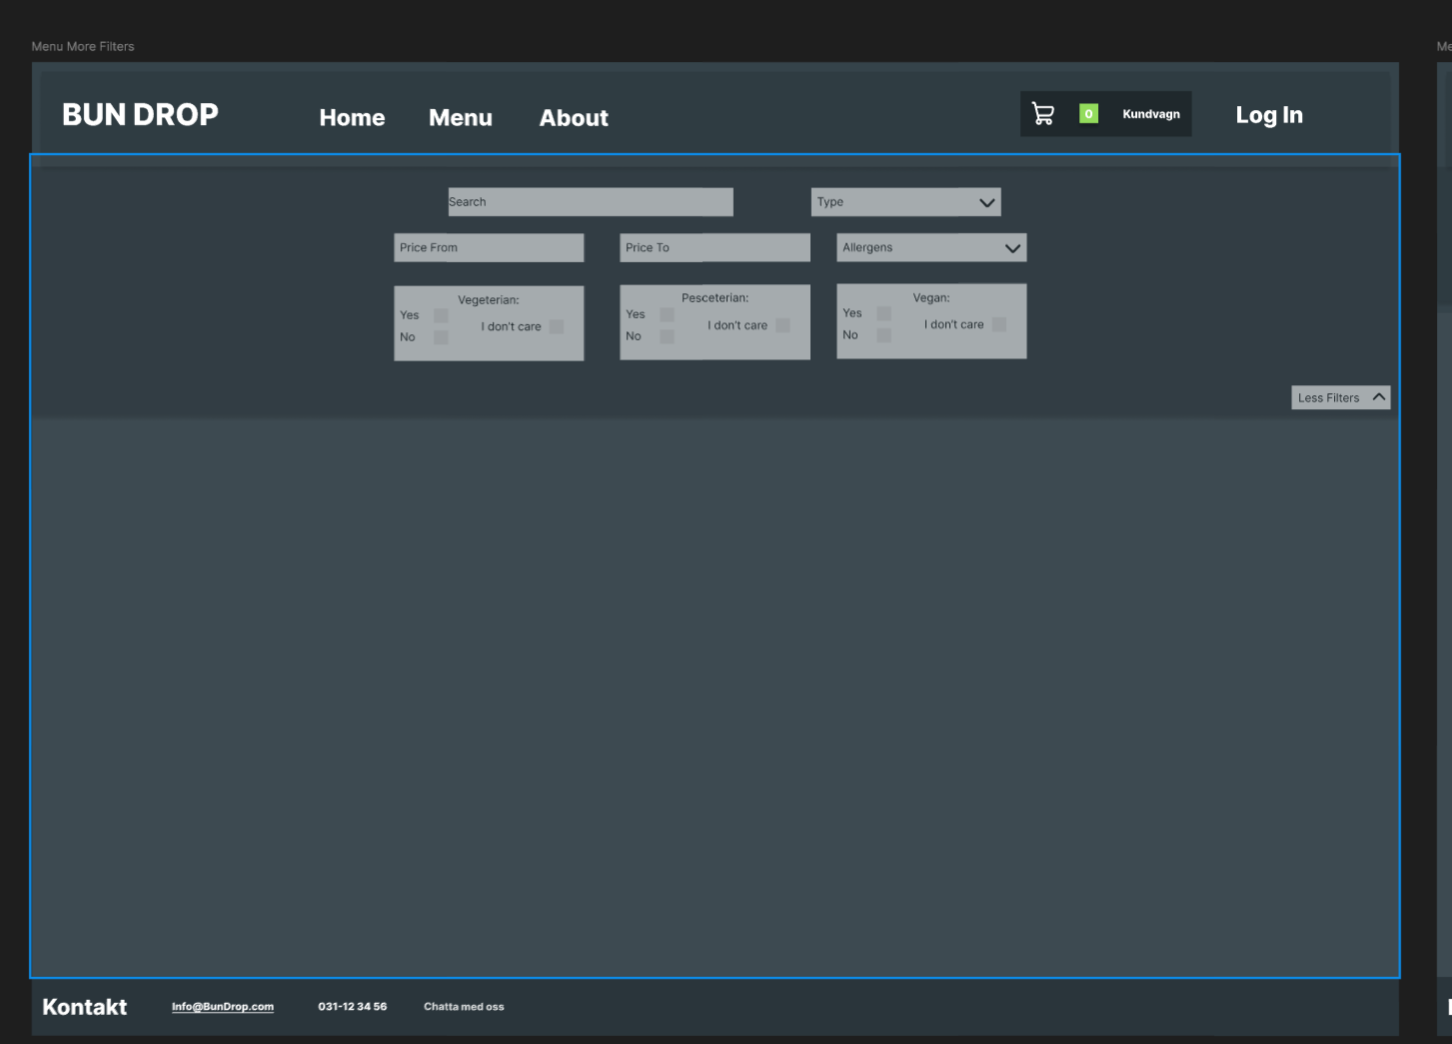 Menu More Filters
Me
BUN DROP
Home
Menu
About
0
Kundvagn
Log In
Search
Type
Price From
Price To
Allergens
Vegeterian:
Yes
No
I don't care
Pesceterian:
Yes
No
I don't care
Vegan:
Yes
No
I don't care
Less Filters
Kontakt
Info@BunDrop.com
031-12 34 56
Chatta med oss